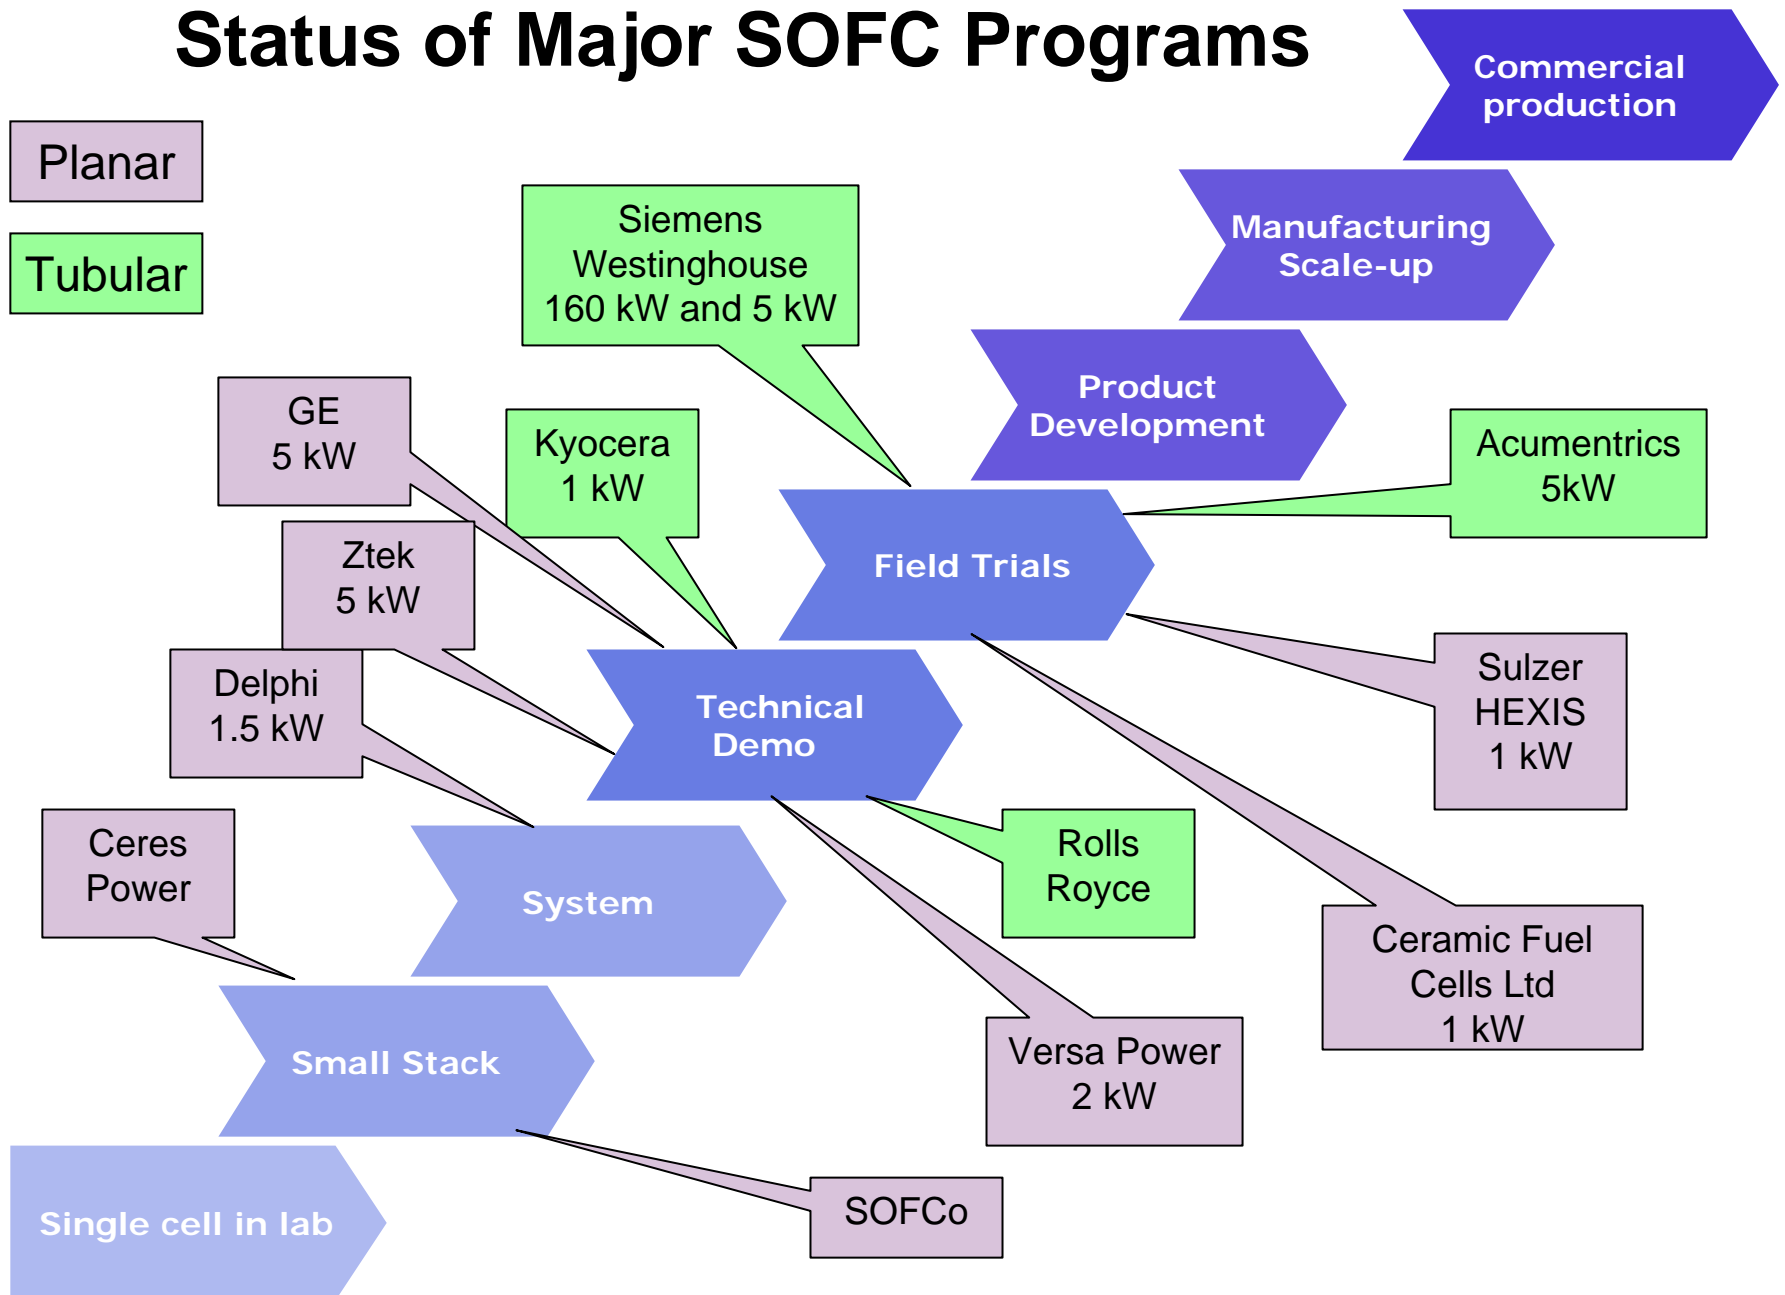 Status of Major SOFC Programs
Commercial
production
Planar
Manufacturing
Scale-up
Siemens
Westinghouse
160 kW and 5 kW
Tubular
Product
Development
GE
5 kW
Kyocera
1 kW
Acumentrics
5kW
Field Trials
Ztek
5 kW
Delphi
1.5 kW
Technical
Demo
Sulzer
HEXIS
1 kW
Ceres
Power
System
Rolls
Royce
Ceramic Fuel
Cells Ltd
1 kW
Small Stack
Versa Power
2 kW
Single cell in lab
SOFCo